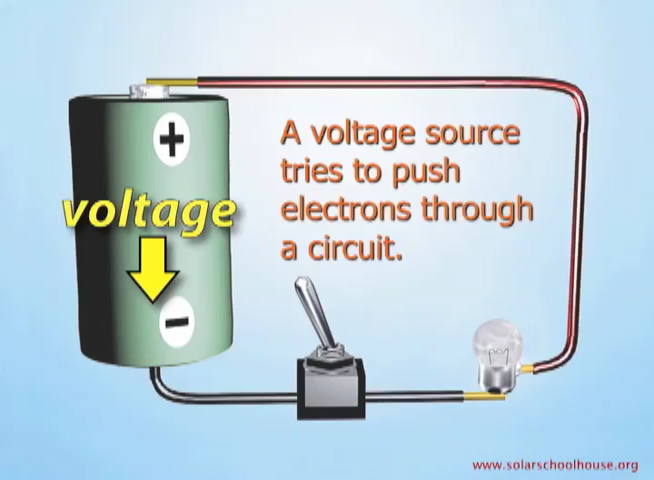 +
voltage
−
A voltage source
tries to push
electrons through
a circuit.
www.solarschoolhouse.org